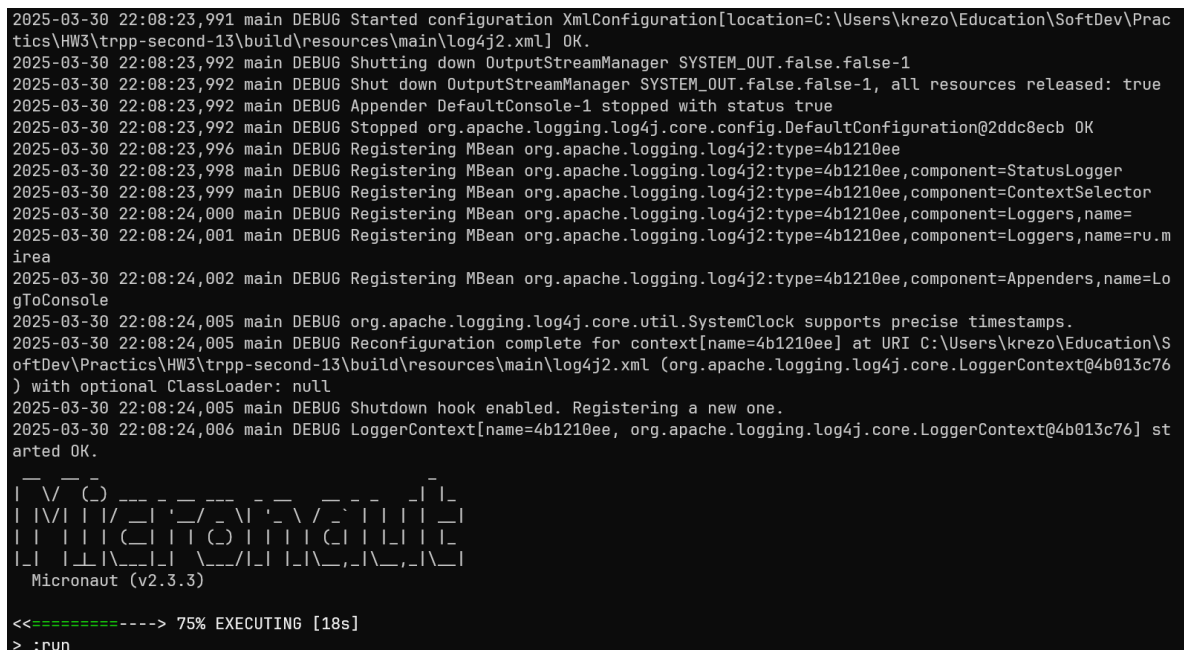 2025-03-30 22:08:23,991 main DEBUG Started configuration XmlConfiguration[location=C:\Users\krezo\Education\SoftDev\Prac
tics\HW3\trpp-second-13\build\resources\main\log4j2.xml] OK.
2025-03-30 22:08:23,992 main DEBUG Shutting down OutputStreamManager SYSTEM_OUT.false.false-1
2025-03-30 22:08:23,992 main DEBUG Shut down OutputStreamManager SYSTEM_OUT.false.false-1, all resources released: true
2025-03-30 22:08:23,992 main DEBUG Appender DefaultConsole-1 stopped with status true
2025-03-30 22:08:23,992 main DEBUG Stopped org.apache.logging.log4j.core.config.DefaultConfiguration@2ddc8ecb OK
2025-03-30 22:08:23,996 main DEBUG Registering MBean org.apache.logging.log4j2:type=4b1210ee
2025-03-30 22:08:23,998 main DEBUG Registering MBean org.apache.logging.log4j2:type=4b1210ee,component=StatusLogger
2025-03-30 22:08:23,999 main DEBUG Registering MBean org.apache.logging.log4j2:type=4b1210ee,component=ContextSelector
2025-03-30 22:08:24,000 main DEBUG Registering MBean org.apache.logging.log4j2:type=4b1210ee,component=Loggers,name=
2025-03-30 22:08:24,001 main DEBUG Registering MBean org.apache.logging.log4j2:type=4b1210ee,component=Loggers,name=ru.m
irea
2025-03-30 22:08:24,002 main DEBUG Registering MBean org.apache.logging.log4j2:type=4b1210ee,component=Appenders,name=Lo
gToConsole
2025-03-30 22:08:24,005 main DEBUG org.apache.logging.log4j.core.util.SystemClock supports precise timestamps.
2025-03-30 22:08:24,005 main DEBUG Reconfiguration complete for context[name=4b1210ee] at URI C:\Users\krezo\Education\S
oftDev\Practics\HW3\trpp-second-13\build\resources\main\log4j2.xml (org.apache.logging.log4j.core.LoggerContext@4b013c76
) with optional ClassLoader: null
2025-03-30 22:08:24,005 main DEBUG Shutdown hook enabled. Registering a new one.
2025-03-30 22:08:24,006 main DEBUG LoggerContext[name=4b1210ee, org.apache.logging.log4j.core.LoggerContext@4b013c76] st
arted OK.
Micronaut
Micronaut (v2.3.3)
<<=========----> 75% EXECUTING [18s]
> :run